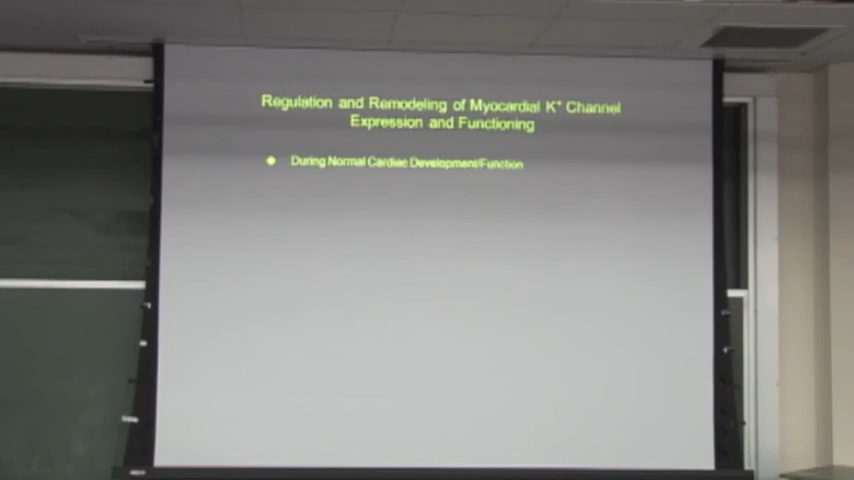 Regulation and Remodeling of Myocardial K⁺ Channel
Expression and Functioning
During Normal Cardiac Development/Function